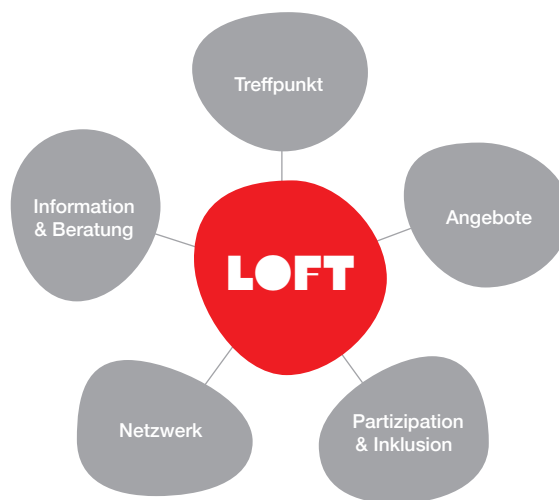 Treffpunkt
Information
& Beratung
Angebote
LOFT
Netzwerk
Partizipation
& Inklusion